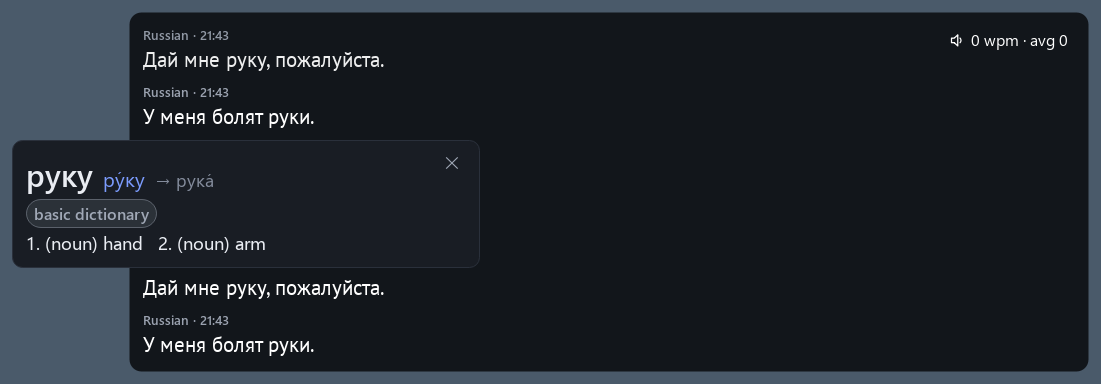 Russian · 21:43
0 wpm · avg 0
Дай мне руку, пожалуйста.
Russian · 21:43
У меня болят руки.
руку ру́ку → рука́
basic dictionary
1. (noun) hand 2. (noun) arm
Дай мне руку, пожалуйста.
Russian · 21:43
У меня болят руки.